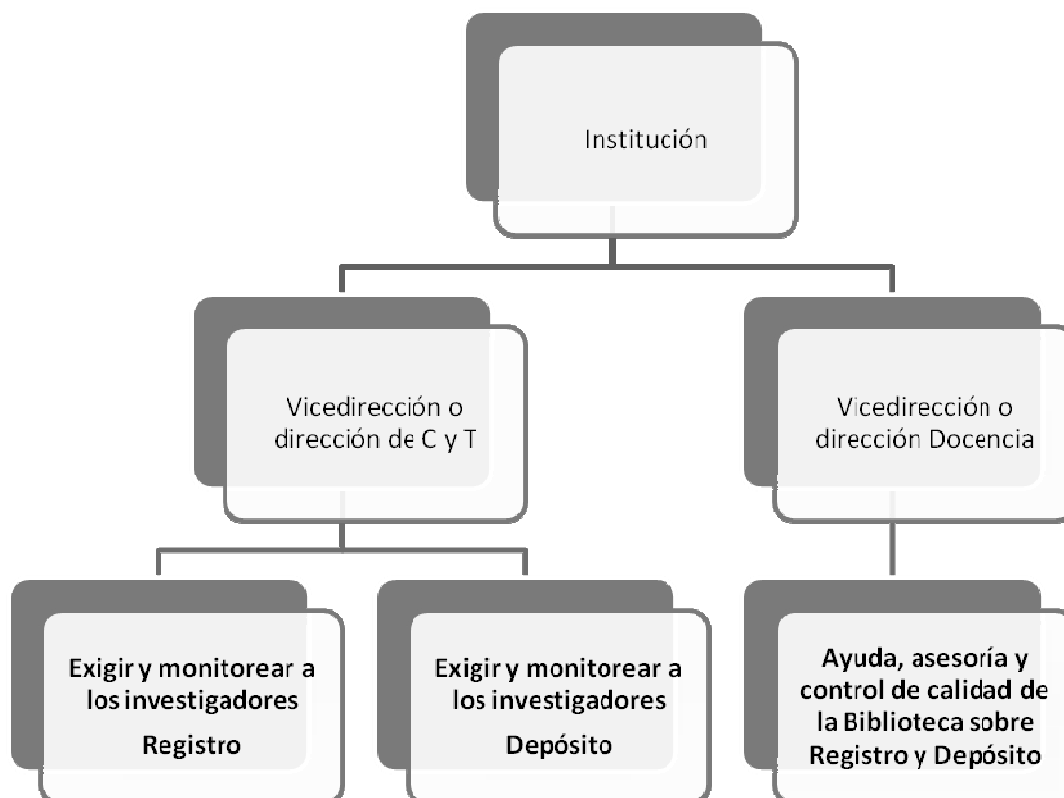 Institución
Vicedirección o
dirección de C y T
Vicedirección o
dirección Docencia
Exigir y monitorear a
los investigadores
Registro
Exigir y monitorear a
los investigadores
Depósito
Ayuda, asesoría y
control de calidad de
la Biblioteca sobre
Registro y Depósito